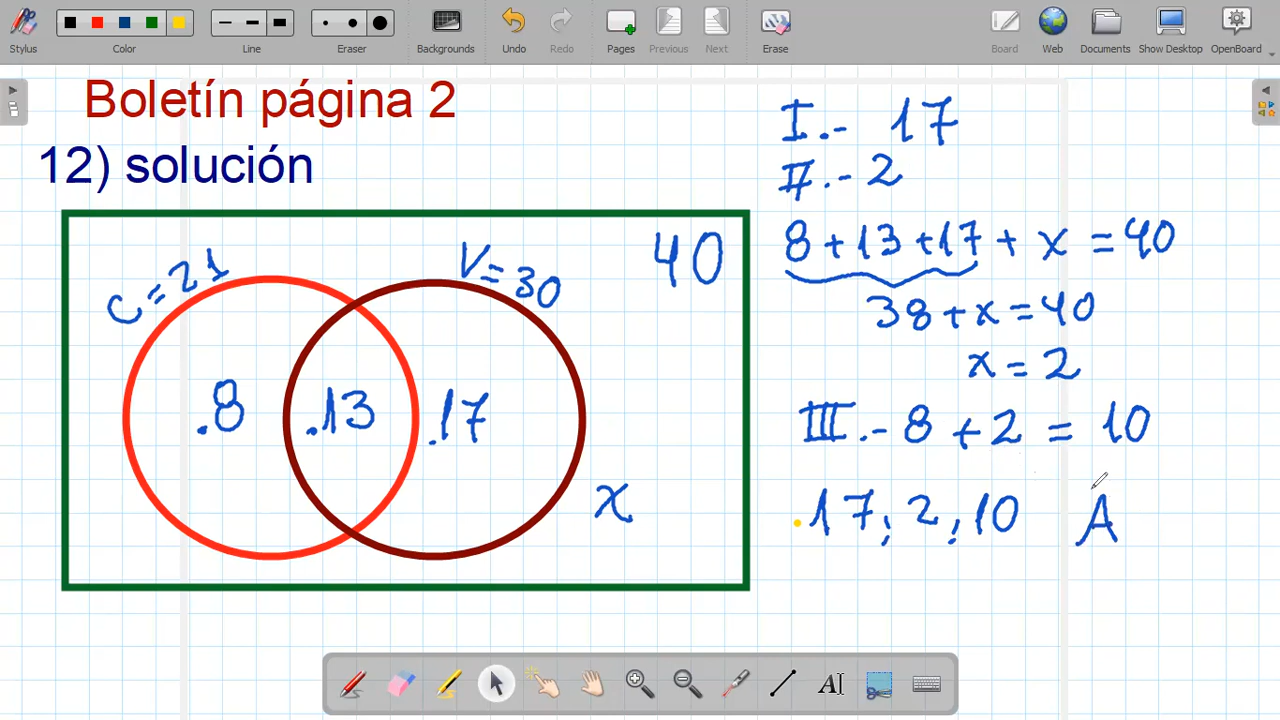 Stylus
Color
Line
Eraser
Backgrounds
Undo
Redo
Pages
Previous
Next
Erase
Board
Web
Documents
Show Desktop
OpenBoard
Boletín página 2
12) solución
C = 21
V = 30
40
.8
.13
.17
x
I.- 17
II.- 2
8 + 13 + 17 + x = 40
38 + x = 40
x = 2
III.- 8 + 2 = 10
.17; 2; 10 A
AI